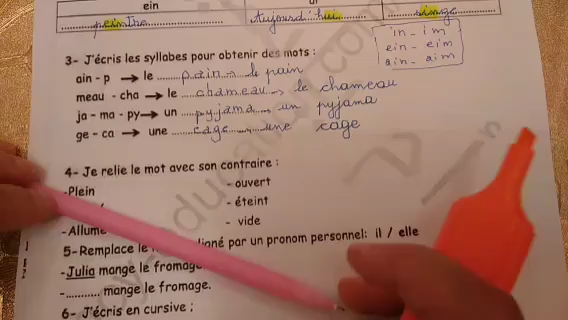 ein ui
peintre Aujourd'hui singe
in - im
ein - eim
ain - aim
3- J'écris les syllabes pour obtenir des mots :
ain - p → le pain → le pain
meau - cha → le chameau → le chameau
ja - ma - py → un pyjama → un pyjama
ge - ca → une cage → une cage
4- Je relie le mot avec son contraire :
-Plein - ouvert
- éteint
-Allumé - vide
5-Remplace le par un pronom personnel: il / elle
-Julia mange le fromage.
-........... mange le fromage.
6- J'écris en cursive :